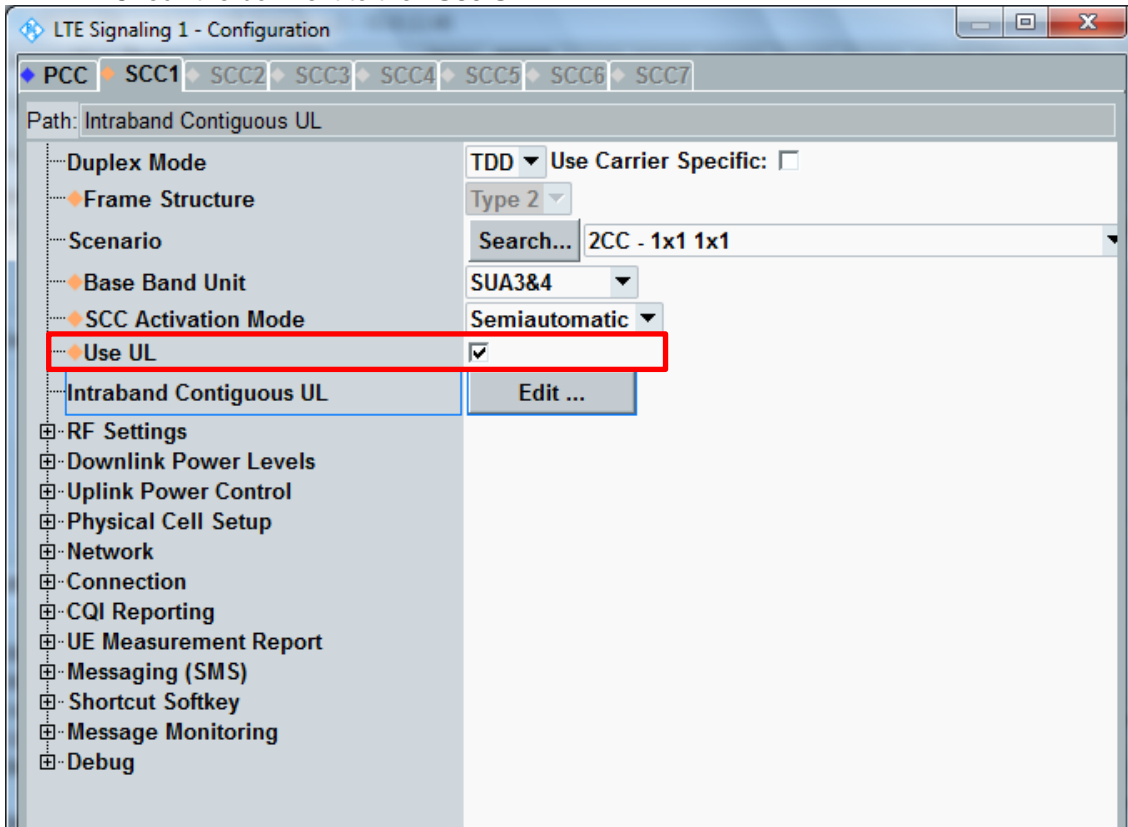 LTE Signaling 1 - Configuration
PCC SCC1 SCC2 SCC3 SCC4 SCC5 SCC6 SCC7
Path: Intraband Contiguous UL
Duplex Mode TDD Use Carrier Specific:
Frame Structure Type 2
Scenario Search... 2CC - 1x1 1x1
Base Band Unit SUA3&4
SCC Activation Mode Semiautomatic
Use UL
Intraband Contiguous UL Edit ...
RF Settings
Downlink Power Levels
Uplink Power Control
Physical Cell Setup
Network
Connection
CQI Reporting
UE Measurement Report
Messaging (SMS)
Shortcut Softkey
Message Monitoring
Debug